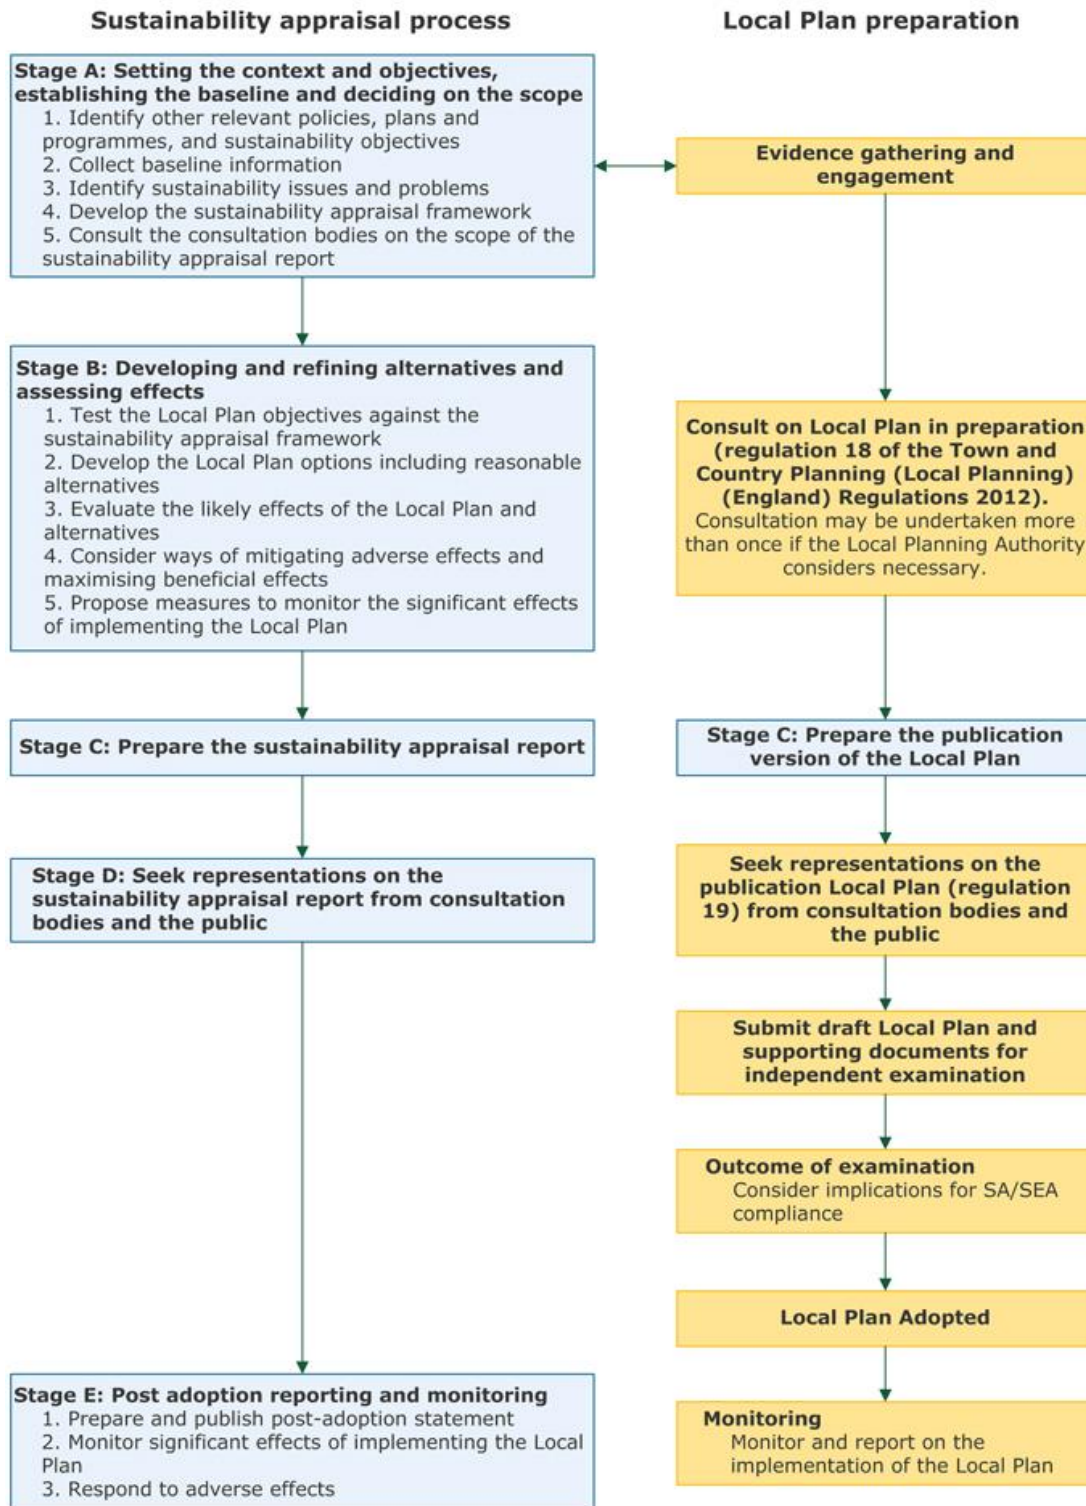 Sustainability appraisal process
Local Plan preparation
Stage A: Setting the context and objectives,
establishing the baseline and deciding on the scope
1. Identify other relevant policies, plans and
programmes, and sustainability objectives
2. Collect baseline information
3. Identify sustainability issues and problems
4. Develop the sustainability appraisal framework
5. Consult the consultation bodies on the scope of the
sustainability appraisal report
Evidence gathering and
engagement
Stage B: Developing and refining alternatives and
assessing effects
1. Test the Local Plan objectives against the
sustainability appraisal framework
2. Develop the Local Plan options including reasonable
alternatives
3. Evaluate the likely effects of the Local Plan and
alternatives
4. Consider ways of mitigating adverse effects and
maximising beneficial effects
5. Propose measures to monitor the significant effects
of implementing the Local Plan
Consult on Local Plan in preparation
(regulation 18 of the Town and
Country Planning (Local Planning)
(England) Regulations 2012).
Consultation may be undertaken more
than once if the Local Planning Authority
considers necessary.
Stage C: Prepare the sustainability appraisal report
Stage C: Prepare the publication
version of the Local Plan
Stage D: Seek representations on the
sustainability appraisal report from consultation
bodies and the public
Seek representations on the
publication Local Plan (regulation
19) from consultation bodies and
the public
Submit draft Local Plan and
supporting documents for
independent examination
Outcome of examination
Consider implications for SA/SEA
compliance
Local Plan Adopted
Stage E: Post adoption reporting and monitoring
1. Prepare and publish post-adoption statement
2. Monitor significant effects of implementing the Local
Plan
3. Respond to adverse effects
Monitoring
Monitor and report on the
implementation of the Local Plan